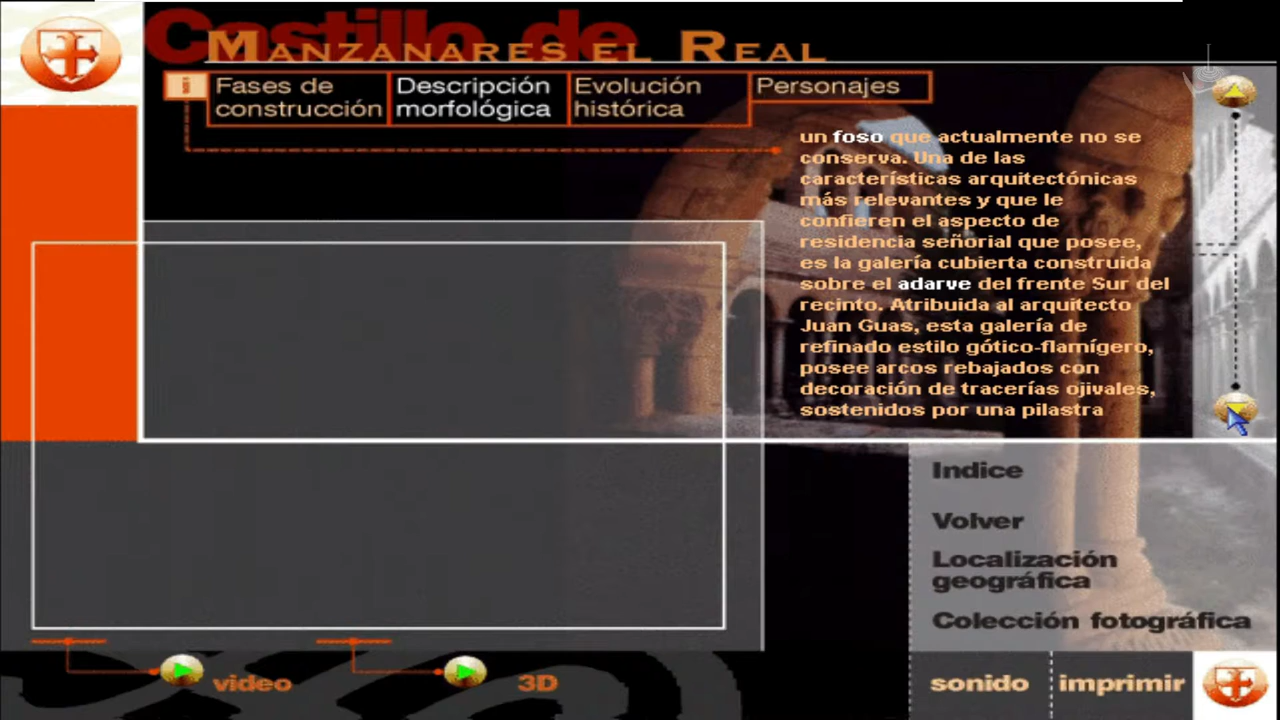 Castillo de
MANZANARES EL REAL
i
Fases de
construcción
Descripción
morfológica
Evolución
histórica
Personajes
un foso que actualmente no se
conserva. Una de las
características arquitectónicas
más relevantes y que le
confieren el aspecto de
residencia señorial que posee,
es la galería cubierta construida
sobre el adarve del frente Sur del
recinto. Atribuida al arquitecto
Juan Guas, esta galería de
refinado estilo gótico-flamígero,
posee arcos rebajados con
decoración de tracerías ojivales,
sostenidos por una pilastra
Indice
Volver
Localización
geográfica
Colección fotográfica
video
3D
sonido
imprimir